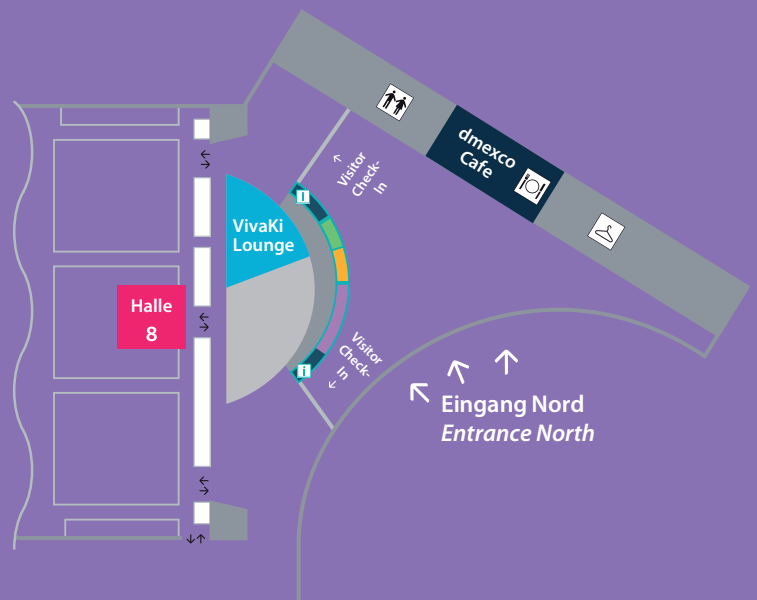 dmexco
Cafe
Visitor
Check-
In
VivaKi
Lounge
i
Halle
8
Visitor
Check-
In
i
Eingang Nord
Entrance North